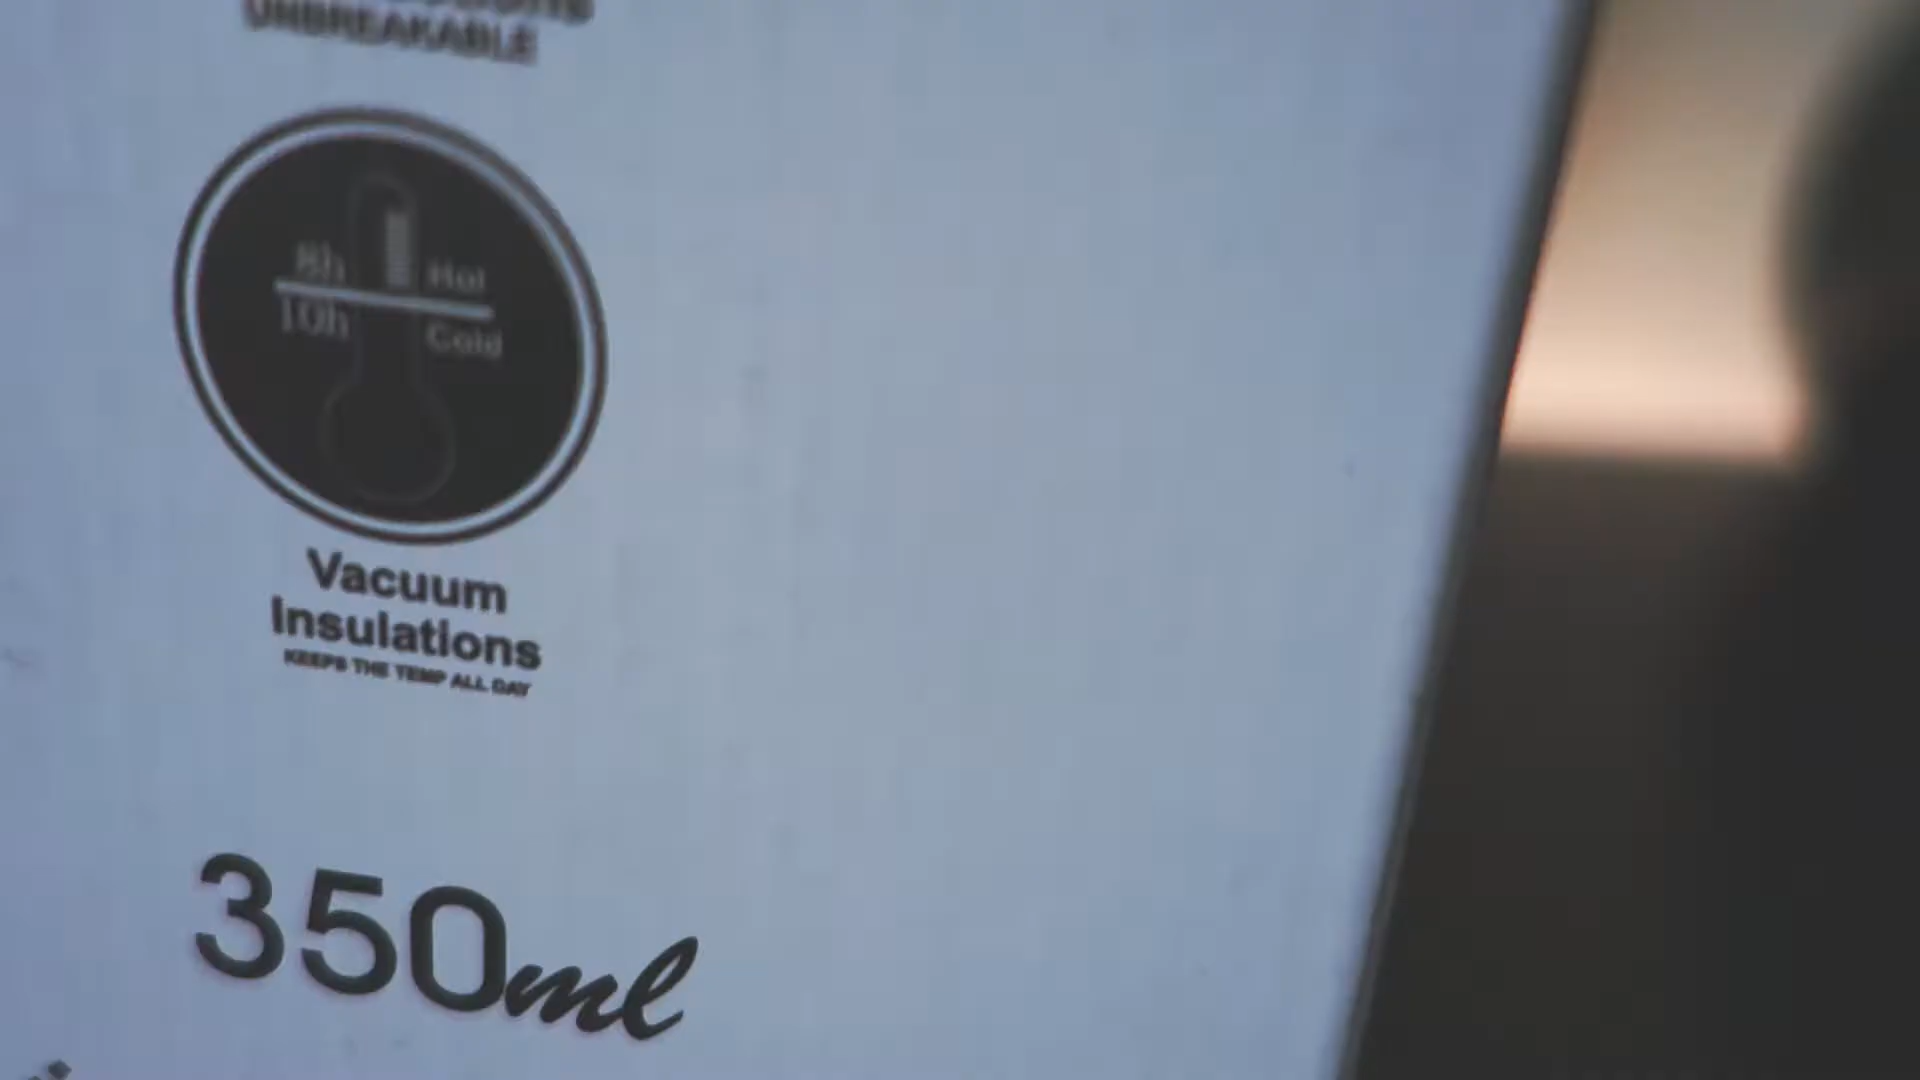 UNBREAKABLE
8h Hot
10h Cold
Vacuum
Insulations
KEEPS THE TEMP ALL DAY
350ml